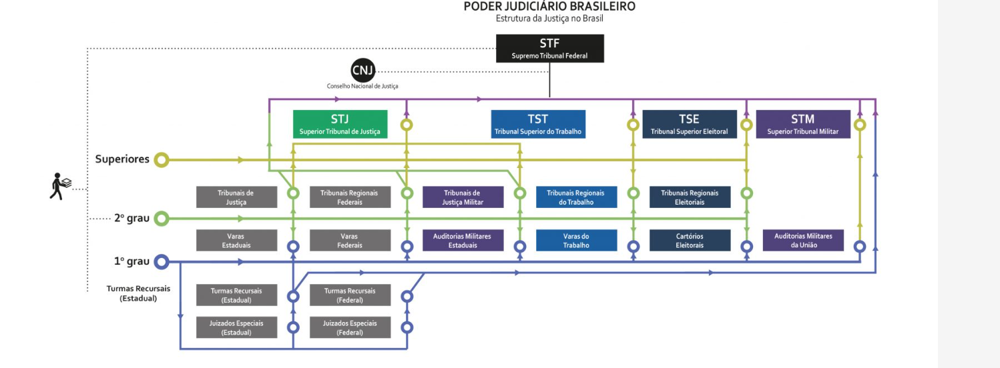 PODER JUDICIÁRIO BRASILEIRO
Estrutura da Justiça no Brasil
STF
Supremo Tribunal Federal
CNJ
Conselho Nacional de Justiça
STJ
Superior Tribunal de Justiça
TST
Tribunal Superior do Trabalho
TSE
Tribunal Superior Eleitoral
STM
Superior Tribunal Militar
Superiores
Tribunais de
Justiça
Tribunais Regionais
Federais
Tribunais de
Justiça Militar
Tribunais Regionais
do Trabalho
Tribunais Regionais
Eleitoriais
2º grau
Varas
Estaduais
Varas
Federais
Auditorias Militares
Estaduais
Varas do
Trabalho
Cartórios
Eleitorais
Auditorias Militares
da União
1º grau
Turmas Recursais
(Estadual)
Turmas Recursais
(Estadual)
Turmas Recursais
(Federal)
Juizados Especiais
(Estadual)
Juizados Especiais
(Federal)